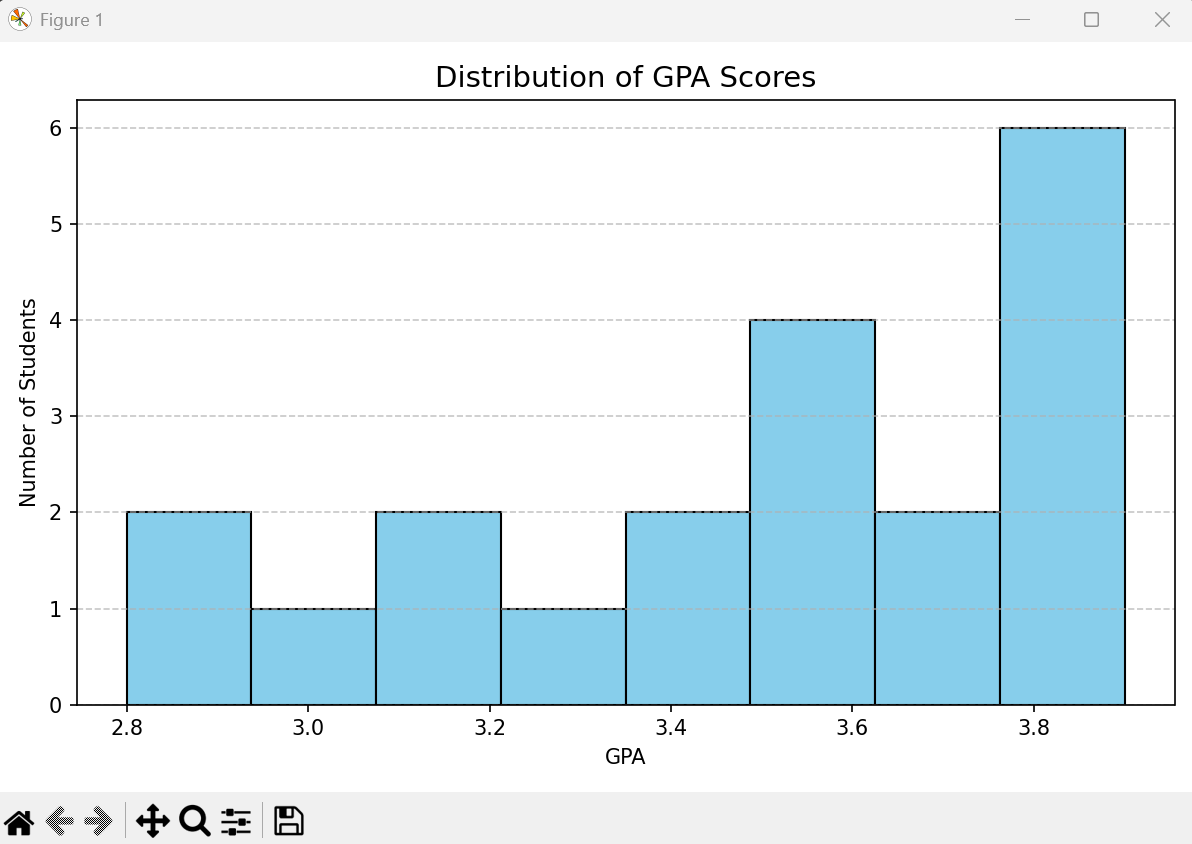 Figure 1
Distribution of GPA Scores
6
5
4
3
2
1
0
Number of Students
2.8 3.0 3.2 3.4 3.6 3.8
GPA